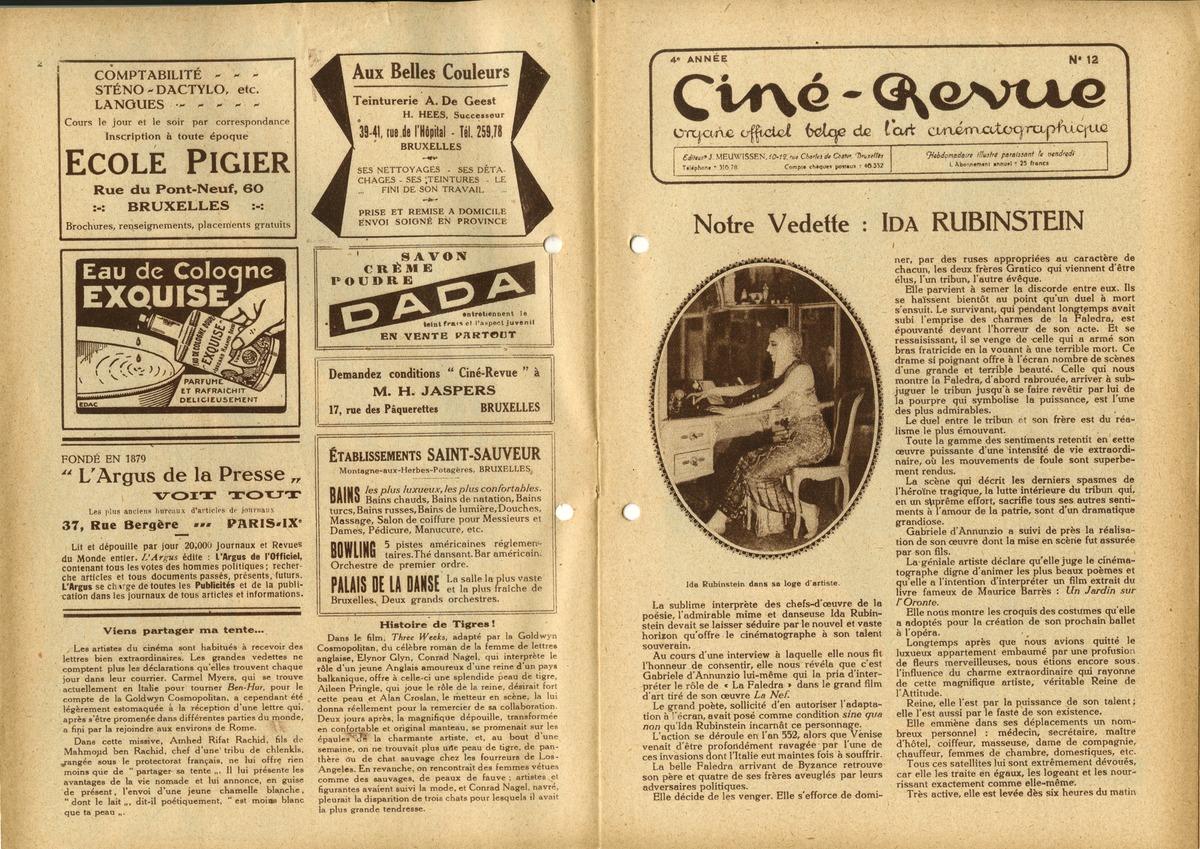 COMPTABILITÉ - - -
STÉNO-DACTYLO, etc.
LANGUES - - - - -
Cours le jour et le soir par correspondance
Inscription à toute époque
ECOLE PIGIER
Rue du Pont-Neuf, 60
:-: BRUXELLES :-:
Brochures, renseignements, placements gratuits
Eau de Cologne
EXQUISE
EXQUISE
PARFUME
ET RAFRAICHIT
DELICIEUSEMENT
EDAC
FONDÉ EN 1879
“ L'Argus de la Presse „
VOIT TOUT
Les plus anciens bureaux d'articles de journaux
37, Rue Bergère === PARIS-IXe
Lit et dépouille par jour 20,000 Journaux et Revues
du Monde entier. L'Argus édite : L'Argus de l'Officiel,
contenant tous les votes des hommes politiques ; recher-
che articles et tous documents passés, présents, futurs.
L'Argus se charge de toutes les Publicités et de la publi-
cation dans les journaux de tous articles et informations.
Viens partager ma tente...
Les artistes du cinéma sont habitués à recevoir des
lettres bien extraordinaires. Les grandes vedettes ne
comptent plus les déclarations qu'elles trouvent chaque
jour dans leur courrier. Carmel Myers, qui se trouve
actuellement en Italie pour tourner Ben-Hur, pour le
compte de la Goldwyn Cosmopolitan, a cependant été
légèrement estomaquée à la réception d'une lettre qui,
après s'être promenée dans différentes parties du monde,
a fini par la rejoindre aux environs de Rome.
Dans cette missive, Amhed Rifat Rachid, fils de
Mahmoud ben Rachid, chef d'une tribu de chlenkls,
rangée sous le protectorat français, ne lui offre rien
moins que de “ partager sa tente „. Il lui présente les
avantages de la vie nomade et lui annonce, en guise
de présent, l'envoi d'une jeune chamelle blanche,
“ dont le lait „, dit-il poétiquement, “ est moins blanc
que ta peau „.
Aux Belles Couleurs
Teinturerie A. De Geest
H. HEES, Successeur
39-41, rue de l'Hôpital - Tél. 259,78
BRUXELLES
SES NETTOYAGES - SES DÉTA-
CHAGES - SES TEINTURES - LE
FINI DE SON TRAVAIL
PRISE ET REMISE A DOMICILE
ENVOI SOIGNÉ EN PROVINCE
SAVON
CRÈME
POUDRE
DADA
entretiennent le
teint frais et l'aspect juvenil
EN VENTE PARTOUT
Demandez conditions “ Ciné-Revue ” à
M. H. JASPERS
17, rue des Pâquerettes BRUXELLES
ÉTABLISSEMENTS SAINT-SAUVEUR
Montagne-aux-Herbes-Potagères, BRUXELLES,
BAINS les plus luxueux, les plus confortables.
Bains chauds, Bains de natation, Bains
turcs, Bains russes, Bains de lumière, Douches,
Massage, Salon de coiffure pour Messieurs et
Dames, Pédicure, Manucure, etc.
BOWLING 5 pistes américaines réglemen-
taires. Thé dansant. Bar américain.
Orchestre de premier ordre.
PALAIS DE LA DANSE La salle la plus vaste
et la plus fraîche de
Bruxelles. Deux grands orchestres.
Histoire de Tigres !
Dans le film, Three Weeks, adapté par la Goldwyn
Cosmopolitan, du célèbre roman de la femme de lettres
anglaise, Elynor Glyn, Conrad Nagel, qui interprète le
rôle d'un jeune Anglais amoureux d'une reine d'un pays
balkanique, offre à celle-ci une splendide peau de tigre,
Aileen Pringle, qui joue le rôle de la reine, désirait fort
cette peau et Alan Croslan, le metteur en scène, la lui
donna réellement pour la remercier de sa collaboration.
Deux jours après, la magnifique dépouille, transformée
en confortable et original manteau, se promenait sur les
épaules de la charmante artiste, et, au bout d'une
semaine, on ne trouvait plus une peau de tigre, de pan-
thère ou de chat sauvage chez les fourreurs de Los-
Angeles. En revanche, on rencontrait des femmes vêtues
comme des sauvages, de peaux de fauve ; artistes et
figurantes avaient suivi la mode, et Conrad Nagel, navré,
pleurait la disparition de trois chats pour lesquels il avait
la plus grande tendresse.
4e ANNÉE N° 12
Ciné-Revue
organe officiel belge de l'art cinématographique
Editeur J. MEUWISSEN, 10-12, rue Charles de Coster, Bruxelles
Téléphone : 316.78 Compte chèques postaux : 46.352
Hebdomadaire illustré paraissant le vendredi
L'Abonnement annuel : 25 francs
Notre Vedette : IDA RUBINSTEIN
Ida Rubinstein dans sa loge d'artiste.
La sublime interprète des chefs-d'œuvre de la
poésie, l'admirable mime et danseuse Ida Rubin-
stein devait se laisser séduire par le nouvel et vaste
horizon qu'offre le cinématographe à son talent
souverain.
Au cours d'une interview à laquelle elle nous fit
l'honneur de consentir, elle nous révéla que c'est
Gabriele d'Annunzio lui-même qui la pria d'inter-
préter le rôle de « La Faledra » dans le grand film
d'art tiré de son œuvre La Nef.
Le grand poète, sollicité d'en autoriser l'adapta-
tion à l'écran, avait posé comme condition sine qua
non qu'Ida Rubinstein incarnât ce personnage.
L'action se déroule en l'an 552, alors que Venise
venait d'être profondément ravagée par l'une de
ces invasions dont l'Italie eut maintes fois à souffrir.
La belle Faledra arrivant de Byzance retrouve
son père et quatre de ses frères aveuglés par leurs
adversaires politiques.
Elle décide de les venger. Elle s'efforce de domi-
ner, par des ruses appropriées au caractère de
chacun, les deux frères Gratico qui viennent d'être
élus, l'un tribun, l'autre évêque.
Elle parvient à semer la discorde entre eux. Ils
se haïssent bientôt au point qu'un duel à mort
s'ensuit. Le survivant, qui pendant longtemps avait
subi l'emprise des charmes de la Faledra, est
épouvanté devant l'horreur de son acte. Et se
ressaisissant, il se venge de celle qui a armé son
bras fratricide en la vouant à une terrible mort. Ce
drame si poignant offre à l'écran nombre de scènes
d'une grande et terrible beauté. Celle qui nous
montre la Faledra, d'abord rabrouée, arriver à sub-
juguer le tribun jusqu'à se faire revêtir par lui de
la pourpre qui symbolise la puissance, est l'une
des plus admirables.
Le duel entre le tribun et son frère est du réa-
lisme le plus émouvant.
Toute la gamme des sentiments retentit en cette
œuvre puissante d'une intensité de vie extraordi-
naire, où les mouvements de foule sont superbe-
ment rendus.
La scène qui décrit les derniers spasmes de
l'héroïne tragique, la lutte intérieure du tribun qui,
en un suprême effort, sacrifie tous ses autres senti-
ments à l'amour de la patrie, sont d'un dramatique
grandiose.
Gabriele d'Annunzio a suivi de près la réalisa-
tion de son œuvre dont la mise en scène fut assurée
par son fils.
La géniale artiste déclare qu'elle juge le cinéma-
tographe digne d'animer les plus beaux poèmes et
qu'elle a l'intention d'interpréter un film extrait du
livre fameux de Maurice Barrès : Un Jardin sur
l'Oronte.
Elle nous montre les croquis des costumes qu'elle
a adoptés pour la création de son prochain ballet
à l'opéra.
Longtemps après que nous avions quitté le
luxueux appartement embaumé par une profusion
de fleurs merveilleuses, nous étions encore sous
l'influence du charme extraordinaire qui rayonne
de cette magnifique artiste, véritable Reine de
l'Attitude.
Reine, elle l'est par la puissance de son talent ;
elle l'est aussi par le faste de son existence.
Elle emmène dans ses déplacements un nom-
breux personnel : médecin, secrétaire, maître
d'hôtel, coiffeur, masseuse, dame de compagnie,
chauffeur, femmes de chambre, domestiques, etc.
Tous ces satellites lui sont extrêmement dévoués,
car elle les traite en égaux, les logeant et les nour-
rissant exactement comme elle-même.
Très active, elle est levée dès six heures du matin